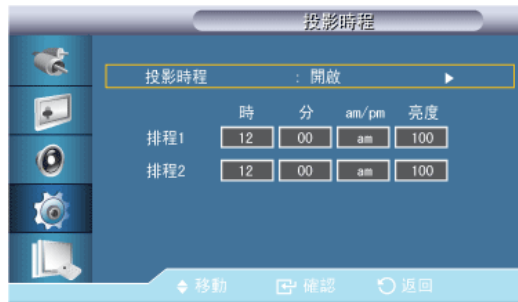 投影時程
投影時程 : 開啟
時 分 am/pm 亮度
排程1 12 00 am 100
排程2 12 00 am 100
移動 確認 返回